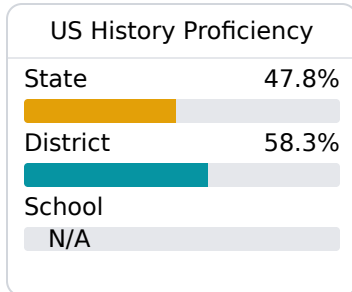 US History Proficiency
State 47.8%
District 58.3%
School
N/A